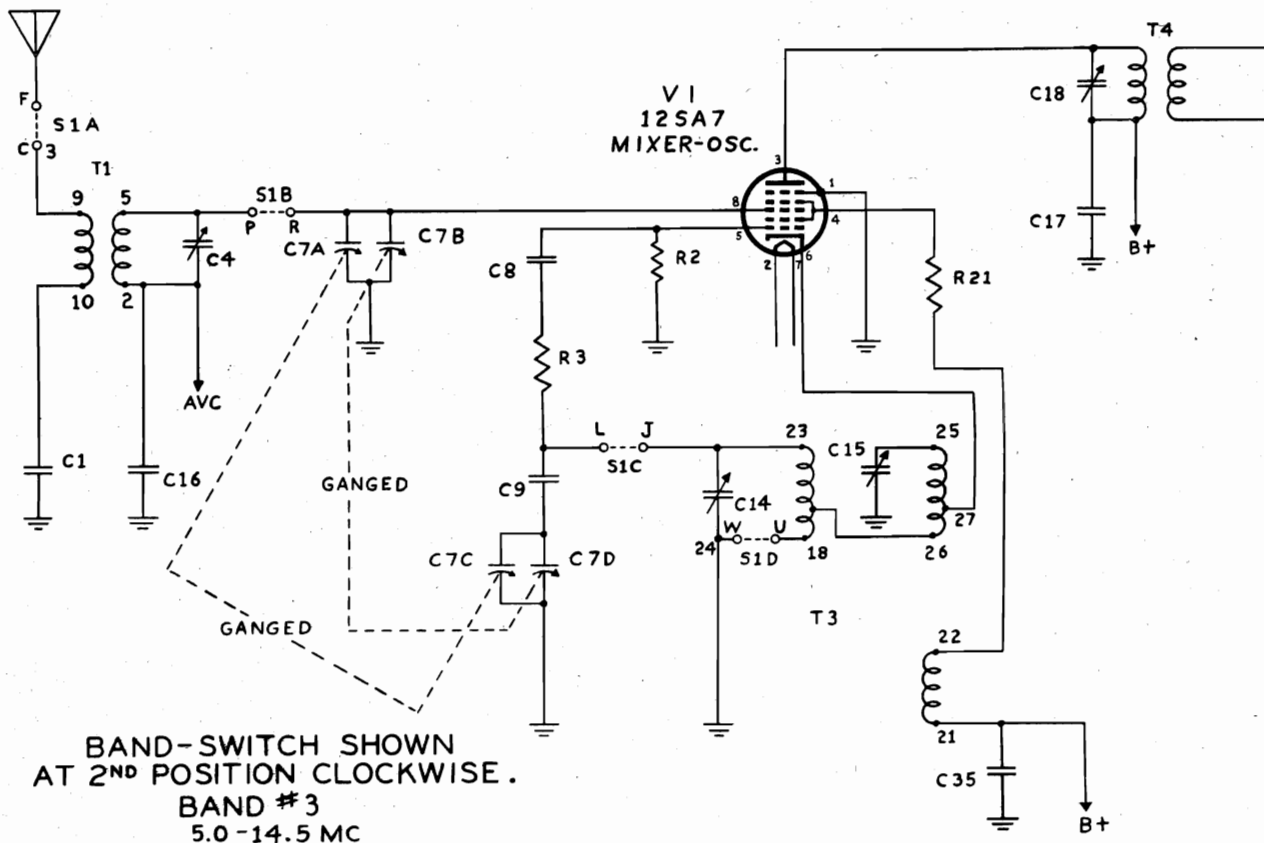 T4
F
S1A
C 3
T1
9
5
10
2
C4
S1B
P R
C7A
C7B
V1
12SA7
MIXER-OSC.
3
1
8
4
5
6
2
7
C18
C17
B+
C8
R2
R21
R3
AVC
C1
C16
GANGED
L J
S1C
C9
C14
23
C15
25
27
W U
24
S1D
18
26
C7C
C7D
GANGED
T3
22
21
C35
B+
BAND-SWITCH SHOWN
AT 2ND POSITION CLOCKWISE.
BAND #3
5.0-14.5 MC